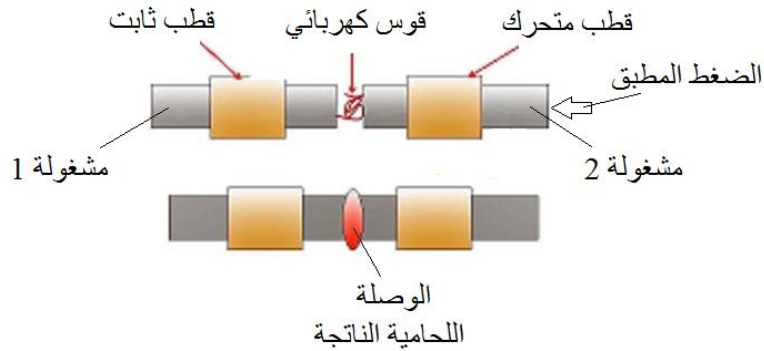 قطب متحرك
قوس كهربائي
قطب ثابت
الضغط المطبق
مشغولة 2
مشغولة 1
الوصلة
اللحامية الناتجة